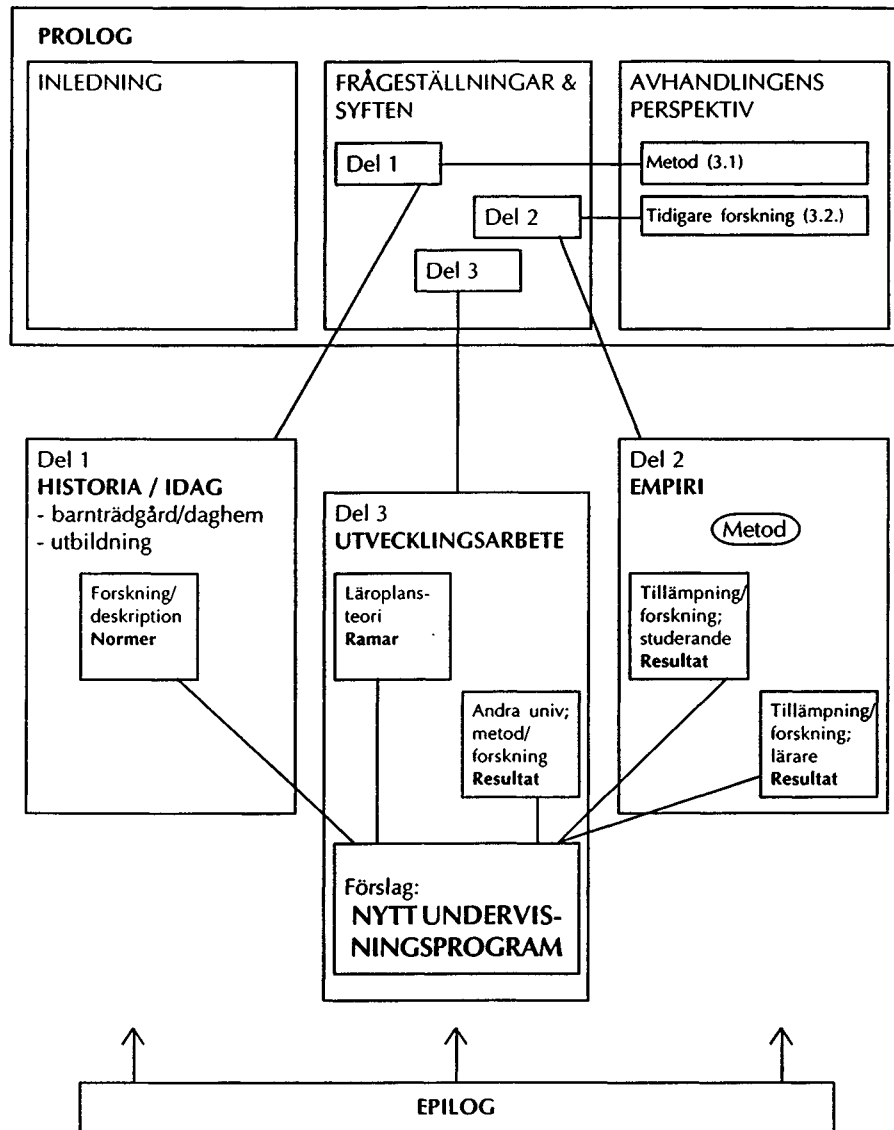 PROLOG
INLEDNING
FRÅGESTÄLLNINGAR &
SYFTEN
Del 1
Del 2
Del 3
AVHANDLINGENS
PERSPEKTIV
Metod (3.1)
Tidigare forskning (3.2.)
Del 1
HISTORIA / IDAG
- barnträdgård/daghem
- utbildning
Forskning/
deskription
Normer
Del 3
UTVECKLINGSARBETE
Läroplans-
teori
Ramar
Andra univ;
metod/
forskning
Resultat
Del 2
EMPIRI
Metod
Tillämpning/
forskning;
studerande
Resultat
Tillämpning/
forskning;
lärare
Resultat
Förslag:
NYTT UNDERVIS-
NINGSPROGRAM
EPILOG